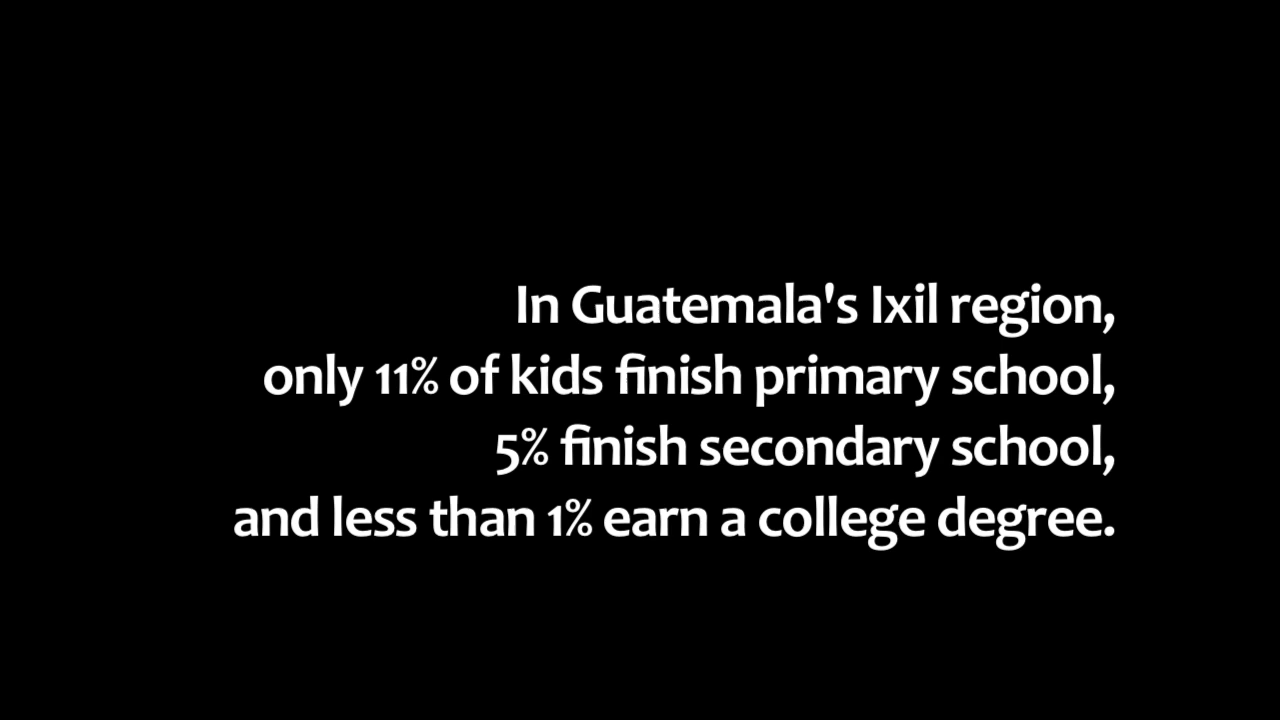 In Guatemala's Ixil region,
only 11% of kids finish primary school,
5% finish secondary school,
and less than 1% earn a college degree.